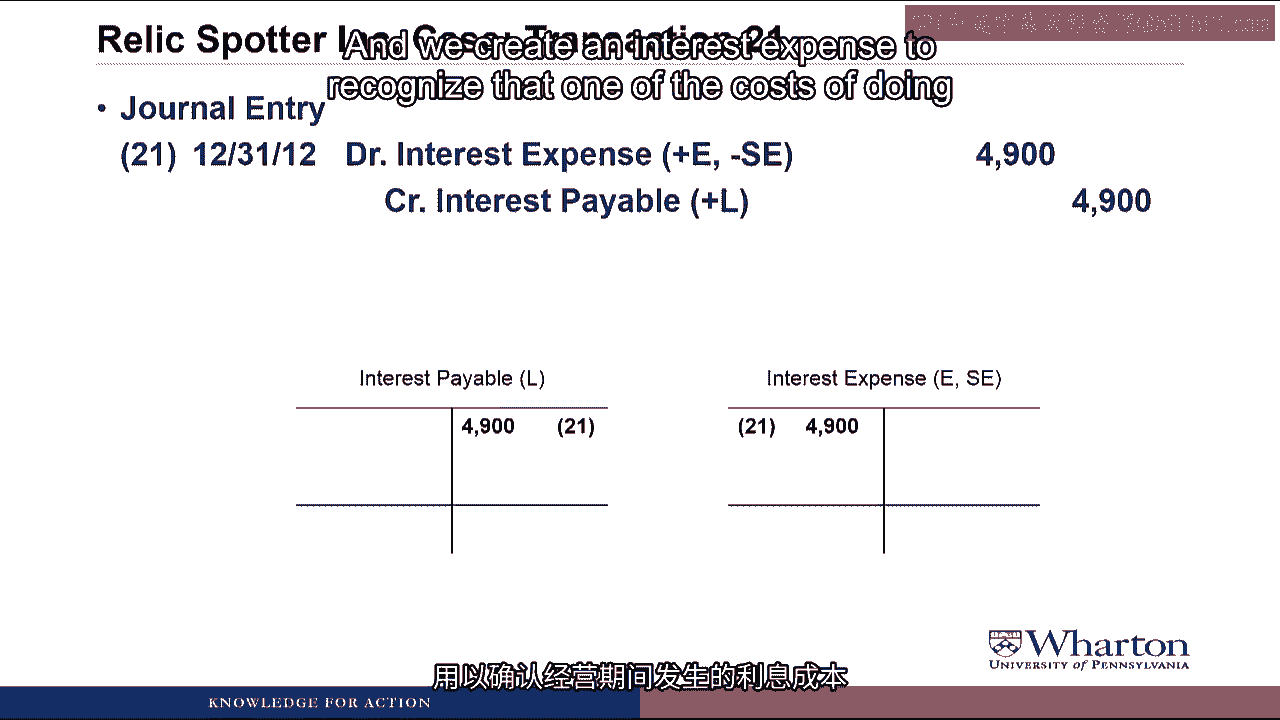 Relic Spotter Inc. Case: Transaction 21
And we create an interest expense to
recognize that one of the costs of doing
• Journal Entry
(21) 12/31/12 Dr. Interest Expense (+E, -SE) 4,900
Cr. Interest Payable (+L) 4,900
Interest Payable (L) Interest Expense (E, SE)
4,900 (21) (21) 4,900
Wharton
UNIVERSITY OF PENNSYLVANIA
用以确认经营期间发生的利息成本
KNOWLEDGE FOR ACTION